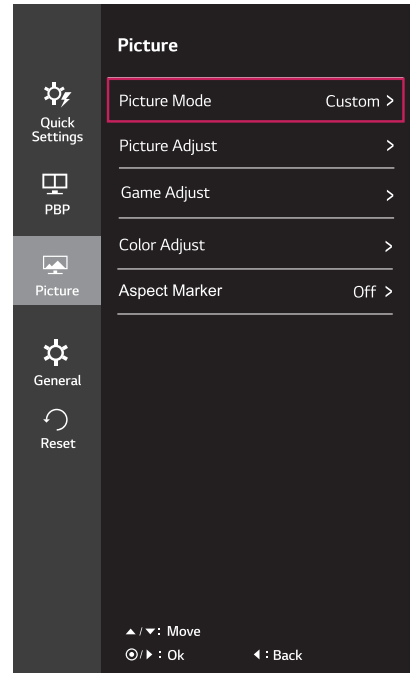 Picture
Quick
Settings
PBP
Picture
General
Reset
Picture Mode Custom >
Picture Adjust >
Game Adjust >
Color Adjust >
Aspect Marker Off >
▲/▼: Move
◉/▶ : Ok ◀ : Back